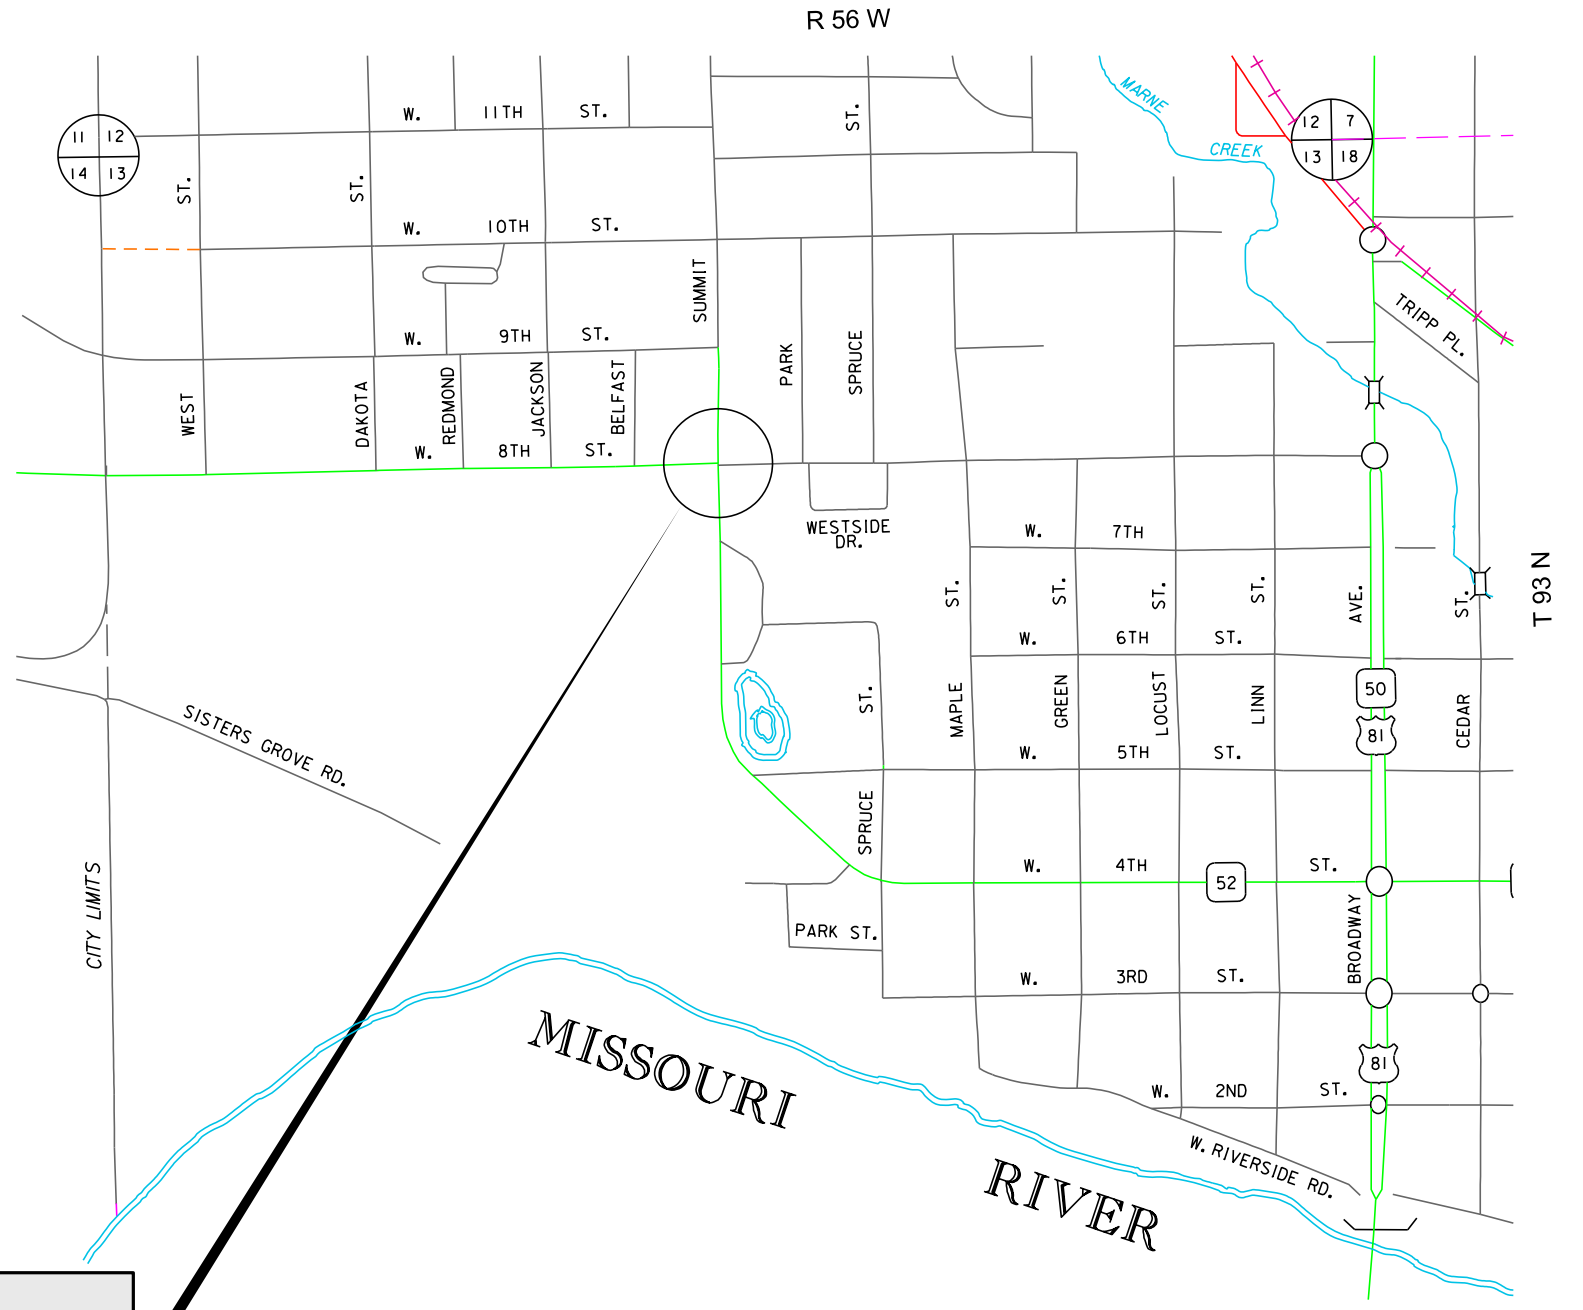 R 56 W
MARNE
W. 11TH ST.
ST.
11 12
14 13
12 7
13 18
CREEK
ST.
ST.
W. 10TH ST.
SUMMIT
W. 9TH ST.
TRIPP PL.
PARK
SPRUCE
WEST
DAKOTA
REDMOND
JACKSON
BELFAST
W. 8TH ST.
WESTSIDE
DR.
W. 7TH
T 93 N
ST.
ST.
ST.
ST.
AVE.
ST.
W. 6TH ST.
50
ST.
MAPLE
GREEN
LOCUST
LINN
CEDAR
SISTERS GROVE RD.
81
W. 5TH ST.
SPRUCE
W. 4TH ST.
52
CITY LIMITS
PARK ST.
BROADWAY
W. 3RD ST.
MISSOURI
81
W. 2ND ST.
W. RIVERSIDE RD.
RIVER